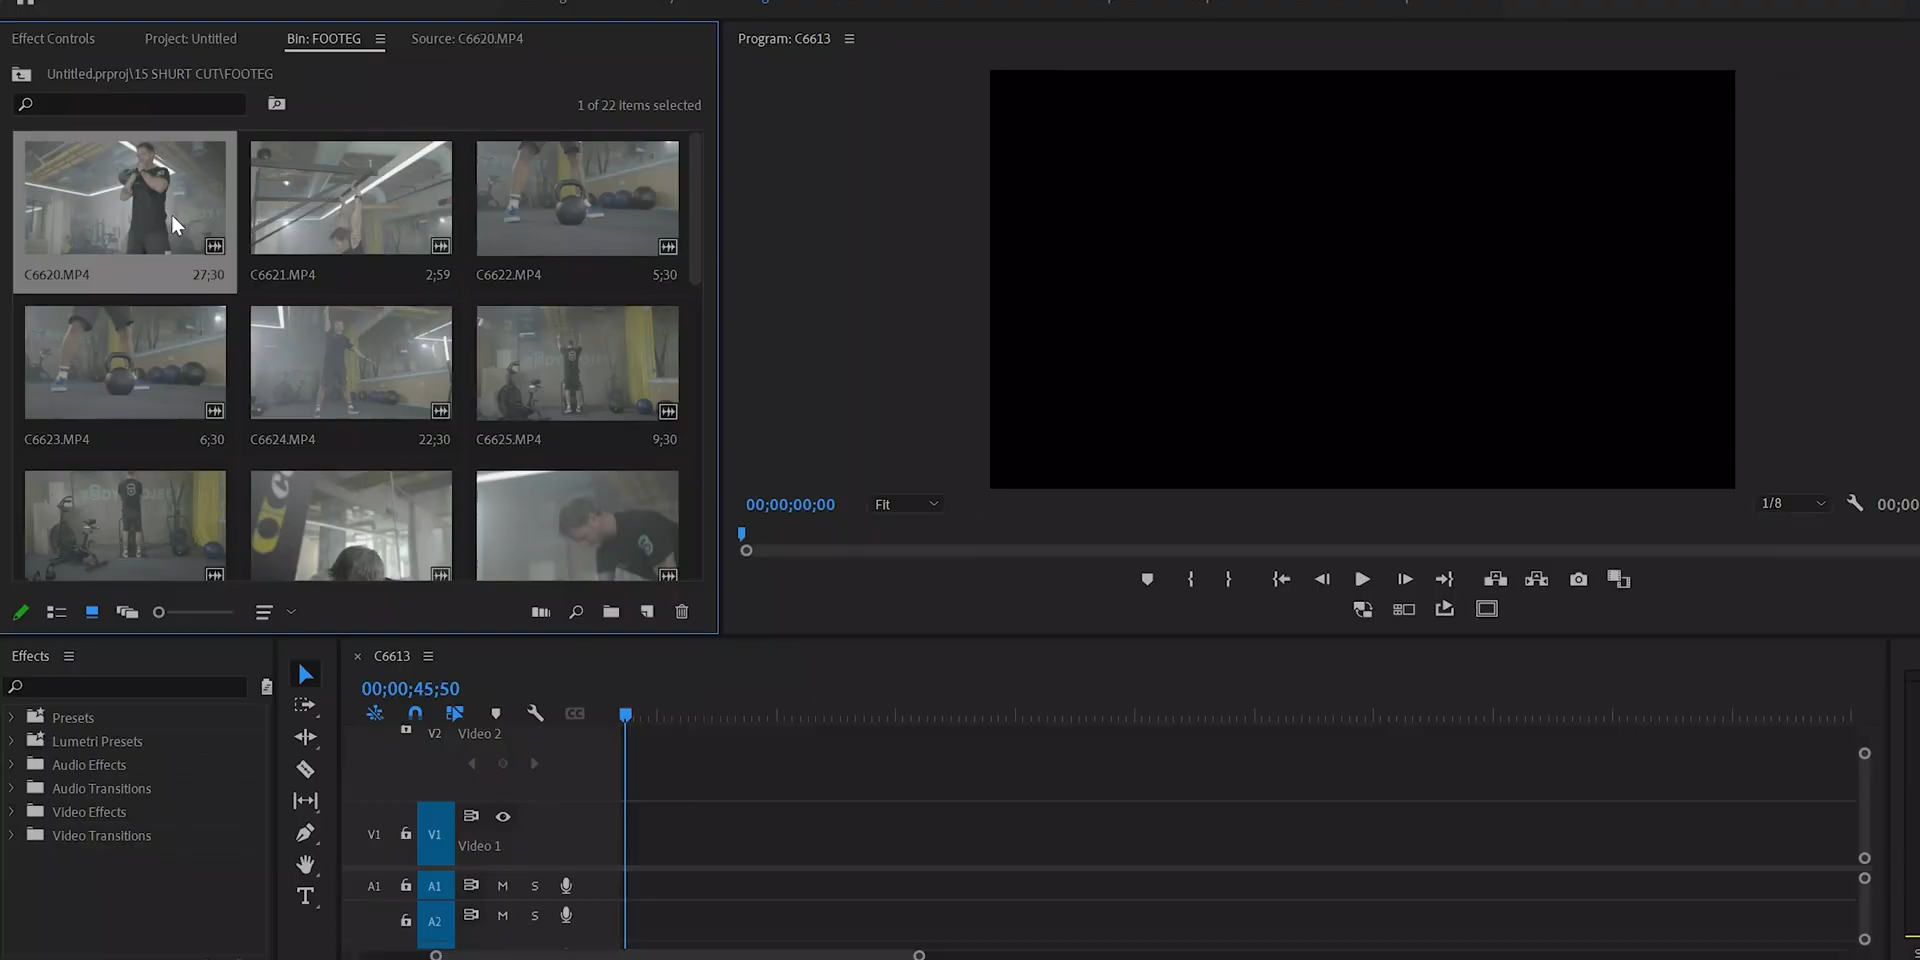 Effect Controls
Project: Untitled
Bin: FOOTEG
Source: C6620.MP4
Program: C6613
Untitled.prproj\15 SHURT CUT\FOOTEG
1 of 22 Items selected
C6620.MP4 27;30
C6621.MP4 2;59
C6622.MP4 5;30
C6623.MP4 6;30
C6624.MP4 22;30
C6625.MP4 9;30
00;00;00;00
Fit
1/8
00;00
Effects
Presets
Lumetri Presets
Audio Effects
Audio Transitions
Video Effects
Video Transitions
T
× C6613
00;00;45;50
CC
V2 Video 2
V1 V1
Video 1
A1 A1 M S
A2 M S